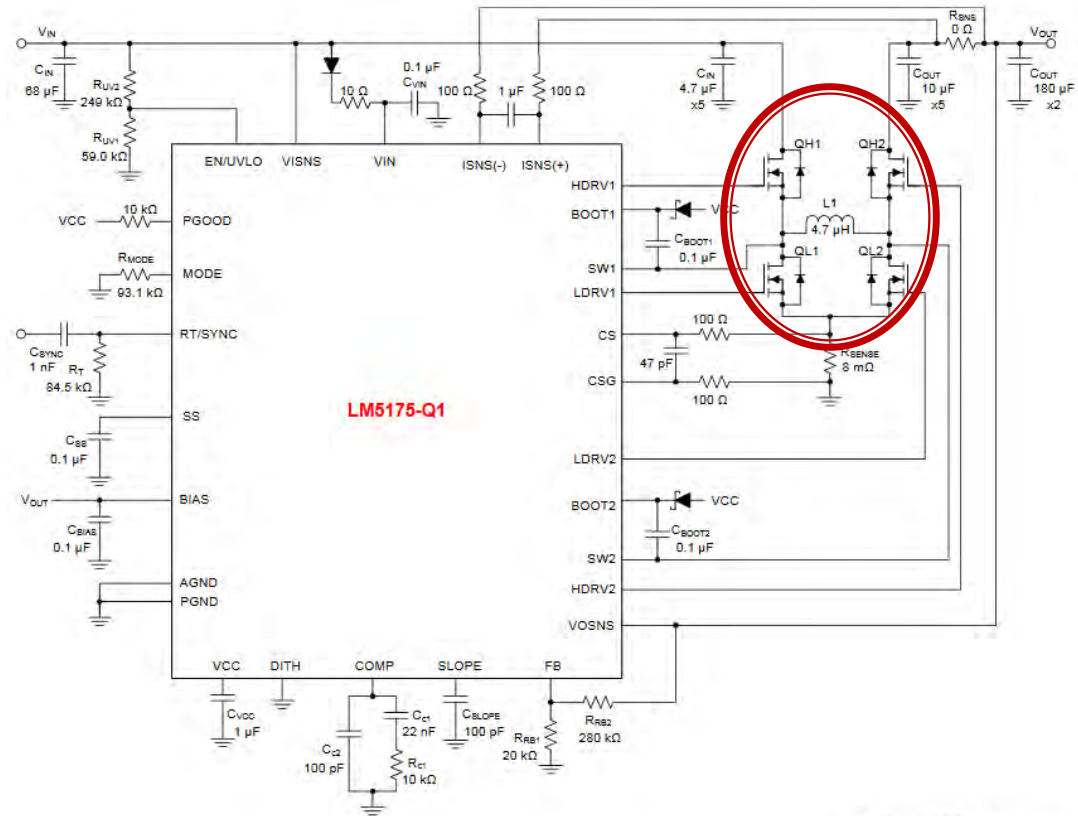 VIN
CIN
68 µF
RUV2
249 kΩ
RUV1
59.0 kΩ
10 Ω
0.1 µF
CVIN
100 Ω
1 µF
100 Ω
CIN
4.7 µF
x5
RSNS
0 Ω
VOUT
COUT
10 µF
x5
COUT
180 µF
x2
EN/UVLO
VISNS
VIN
ISNS(-)
ISNS(+)
QH1
QH2
HDRV1
BOOT1
VCC
CBOOT1
0.1 µF
SW1
LDRV1
L1
4.7 µH
QL1
QL2
VCC
10 kΩ
PGOOD
RMODE
93.1 kΩ
MODE
CSYNC
1 nF
RT
84.5 kΩ
RT/SYNC
CS
100 Ω
47 pF
CSG
100 Ω
RSENSE
8 mΩ
LM5175-Q1
SS
CSS
0.1 µF
LDRV2
BOOT2
VCC
CBOOT2
0.1 µF
SW2
HDRV2
VOSNS
VOUT
BIAS
CBIAS
0.1 µF
AGND
PGND
VCC
DITH
COMP
SLOPE
FB
CVCC
1 µF
Cc2
100 pF
Cc1
22 nF
Rc1
10 kΩ
CSLOPE
100 pF
RRB1
20 kΩ
RRB2
280 kΩ